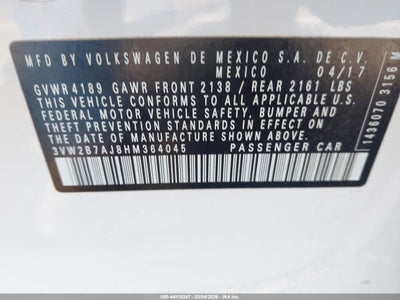 MFD BY VOLKSWAGEN DE MEXICO S.A. DE C.V.
MEXICO 04/17
GVWR 4189 GAWR FRONT 2138 / REAR 2161 LBS
THIS VEHICLE CONFORMS TO ALL APPLICABLE U.S.
FEDERAL MOTOR VEHICLE SAFETY, BUMPER AND
THEFT PREVENTION STANDARDS IN EFFECT ON
THE DATE OF MANUFACTURE SHOWN ABOVE.
3VW2B7AJ8HM364045 PASSENGER CAR
1436070 3156 M